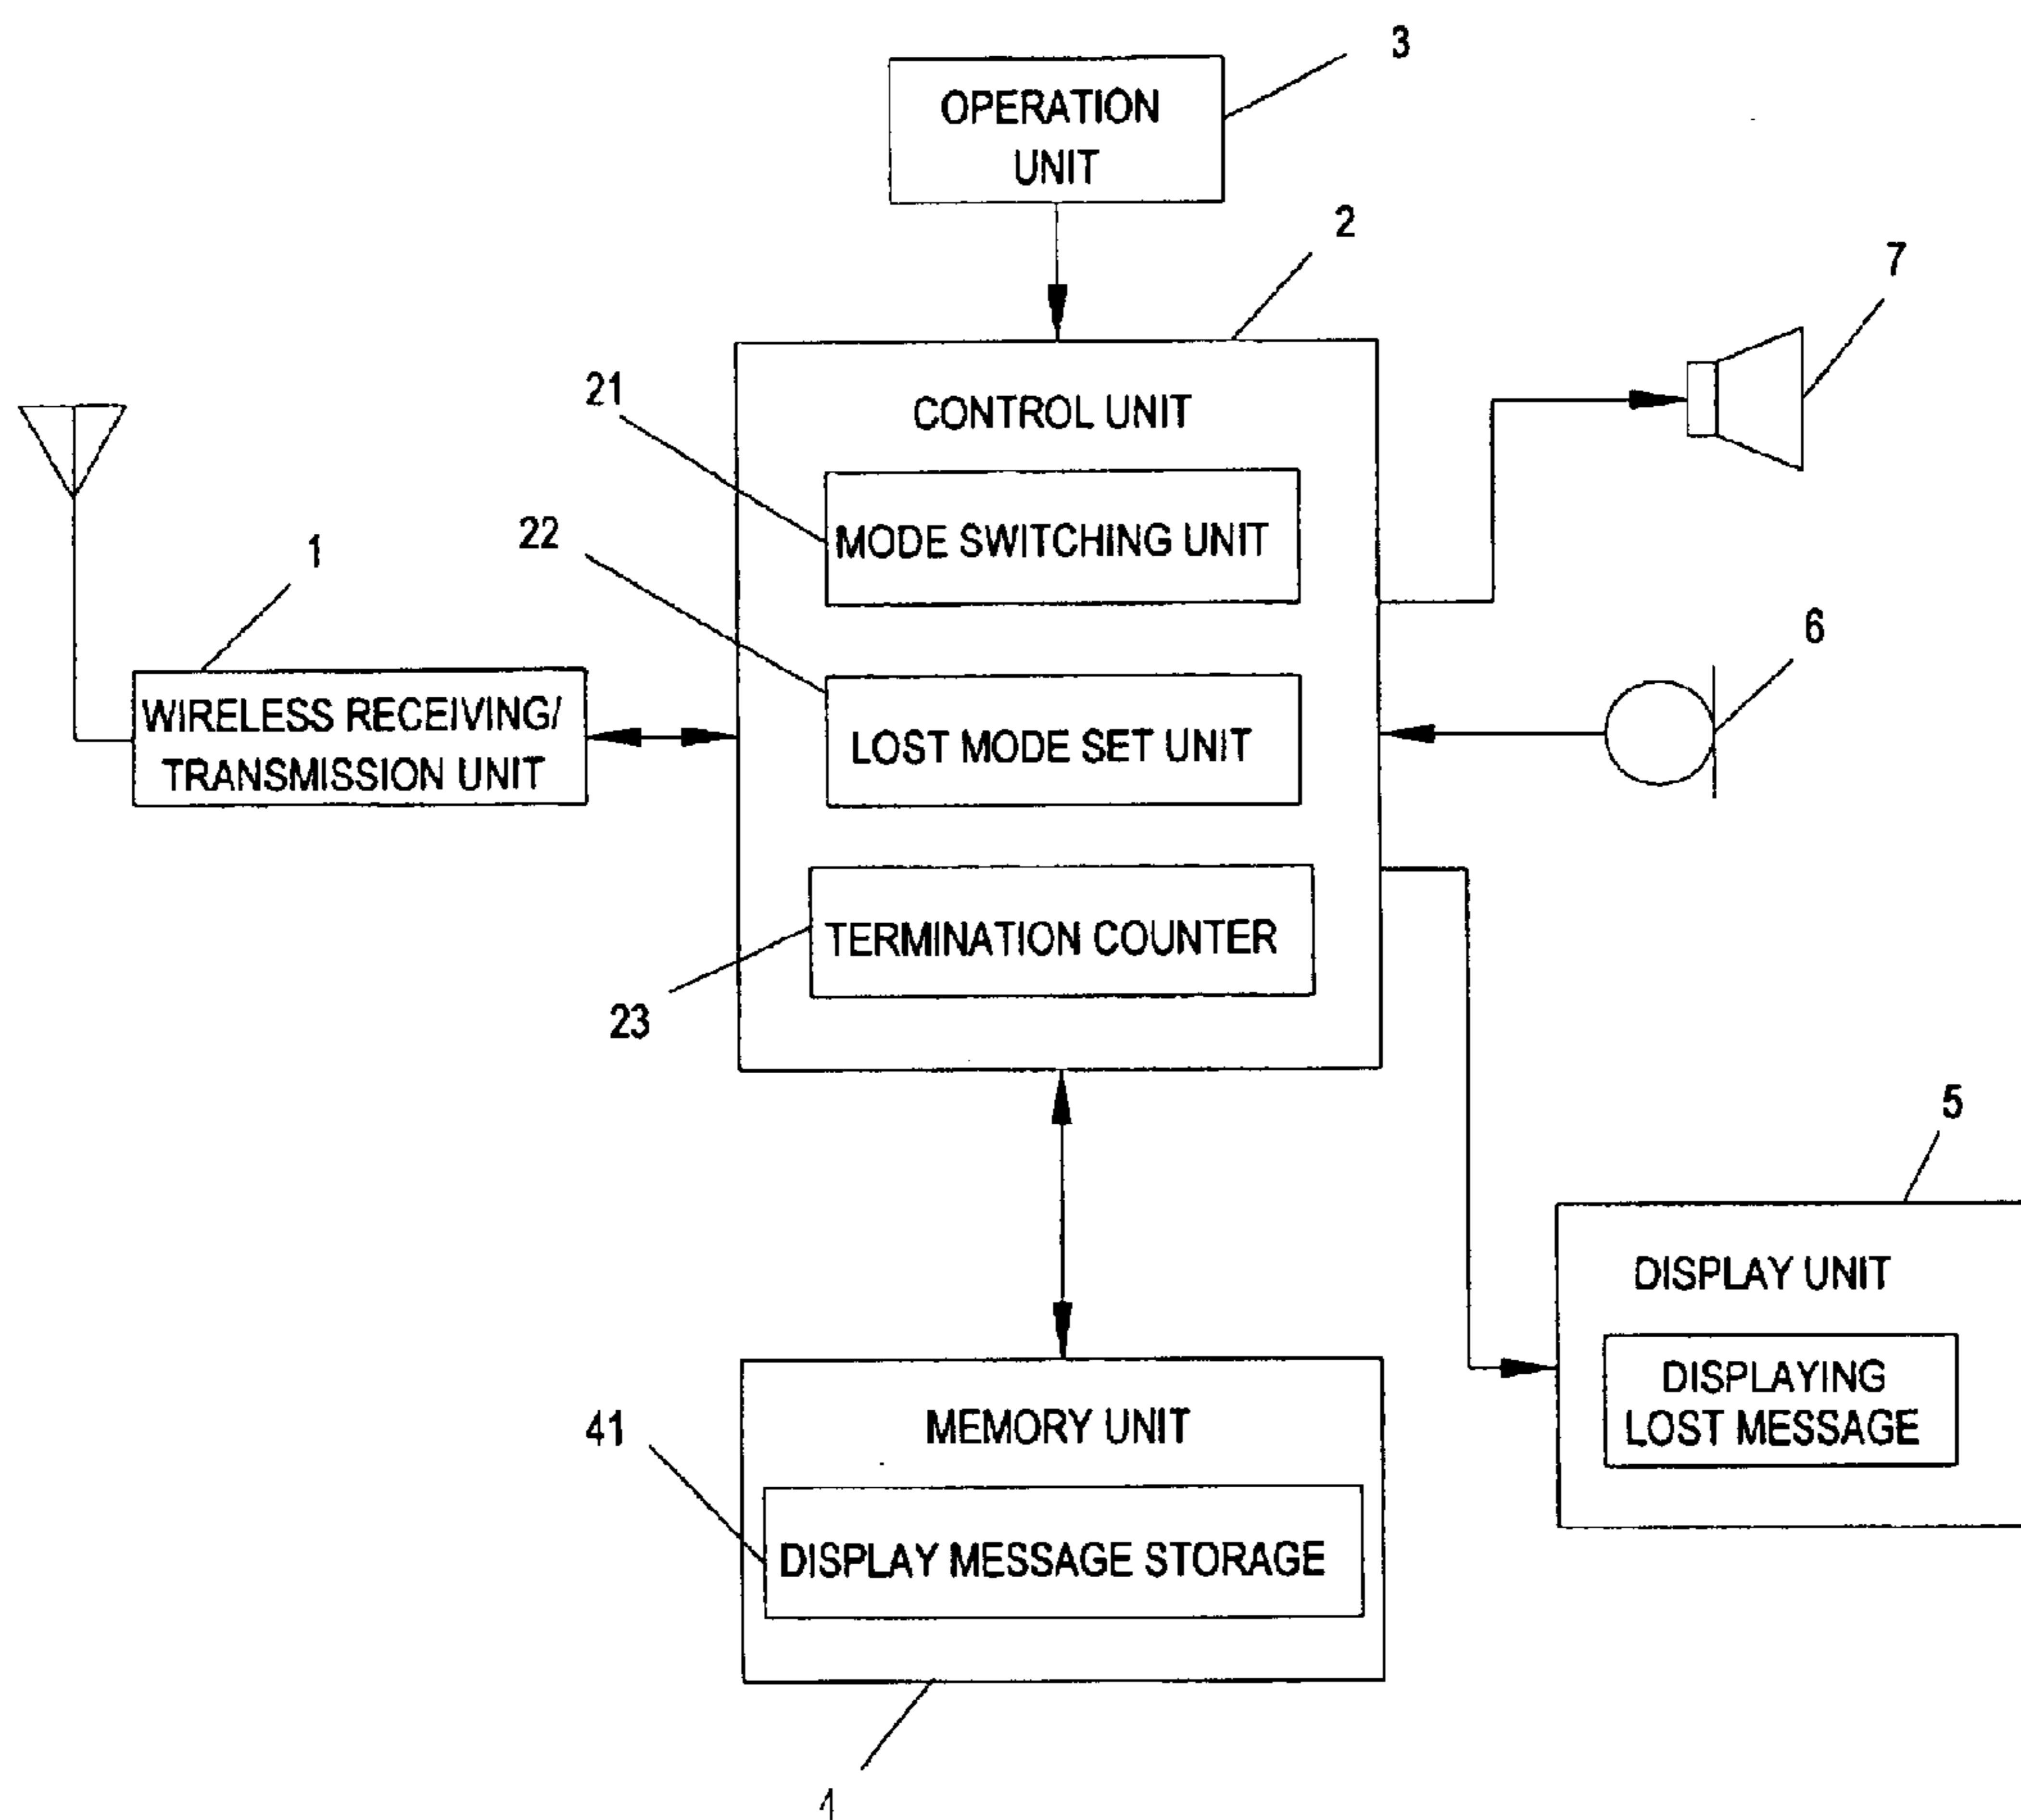 3
OPERATION
UNIT
2
7
21
CONTROL UNIT
MODE SWITCHING UNIT
22
1
6
WIRELESS RECEIVING/
TRANSMISSION UNIT
LOST MODE SET UNIT
TERMINATION COUNTER
23
5
DISPLAY UNIT
DISPLAYING
LOST MESSAGE
41
MEMORY UNIT
DISPLAY MESSAGE STORAGE